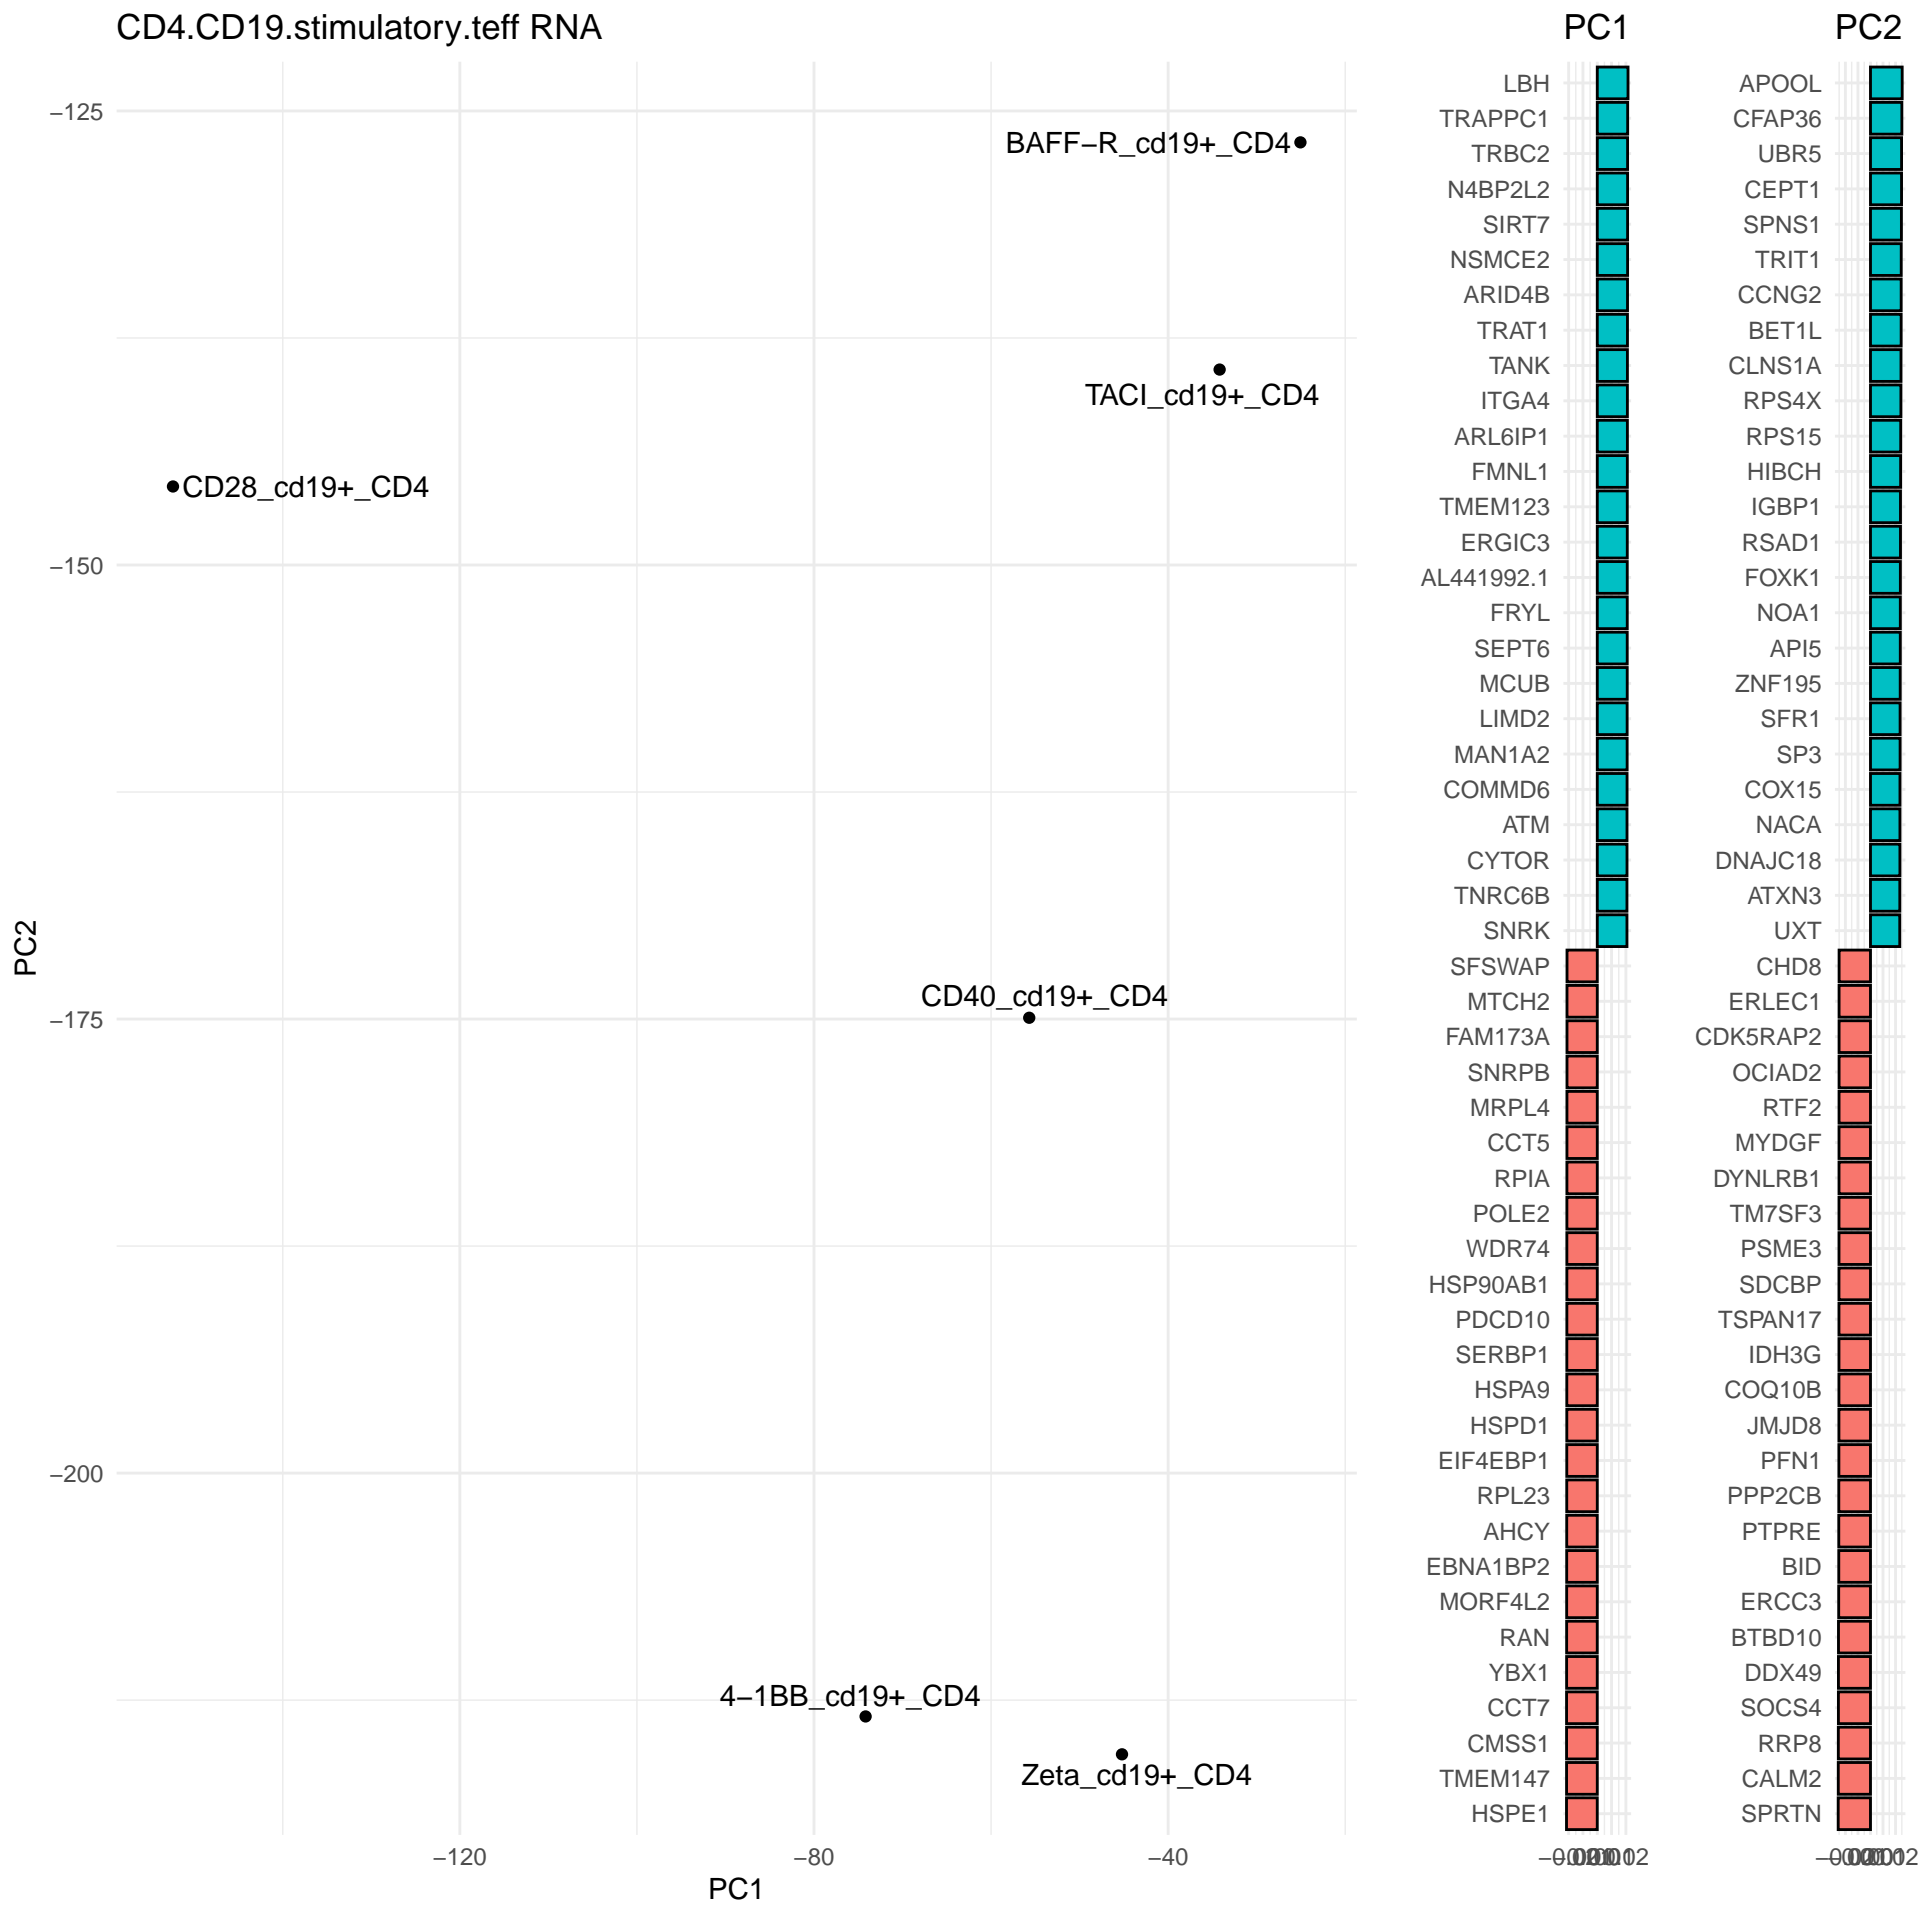 CD4.CD19.stimulatory.teff RNA
PC2
−125
−150
−175
−200
BAFF−R_cd19+_CD4
TACI_cd19+_CD4
CD28_cd19+_CD4
CD40_cd19+_CD4
4−1BB_cd19+_CD4
Zeta_cd19+_CD4
−120
−80
−40
PC1
PC1
LBH
TRAPPC1
TRBC2
N4BP2L2
SIRT7
NSMCE2
ARID4B
TRAT1
TANK
ITGA4
ARL6IP1
FMNL1
TMEM123
ERGIC3
AL441992.1
FRYL
SEPT6
MCUB
LIMD2
MAN1A2
COMMD6
ATM
CYTOR
TNRC6B
SNRK
SFSWAP
MTCH2
FAM173A
SNRPB
MRPL4
CCT5
RPIA
POLE2
WDR74
HSP90AB1
PDCD10
SERBP1
HSPA9
HSPD1
EIF4EBP1
RPL23
AHCY
EBNA1BP2
MORF4L2
RAN
YBX1
CCT7
CMSS1
TMEM147
HSPE1
PC2
APOOL
CFAP36
UBR5
CEPT1
SPNS1
TRIT1
CCNG2
BET1L
CLNS1A
RPS4X
RPS15
HIBCH
IGBP1
RSAD1
FOXK1
NOA1
API5
ZNF195
SFR1
SP3
COX15
NACA
DNAJC18
ATXN3
UXT
CHD8
ERLEC1
CDK5RAP2
OCIAD2
RTF2
MYDGF
DYNLRB1
TM7SF3
PSME3
SDCBP
TSPAN17
IDH3G
COQ10B
JMJD8
PFN1
PPP2CB
PTPRE
BID
ERCC3
BTBD10
DDX49
SOCS4
RRP8
CALM2
SPRTN